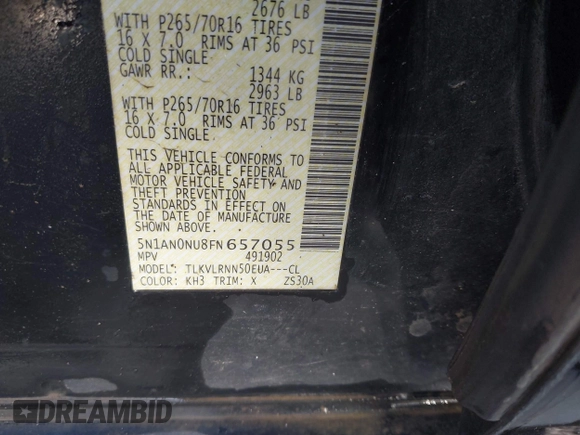 2676 LB
WITH P265/70R16 TIRES
16 X 7.0 RIMS AT 36 PSI
COLD SINGLE
GAWR RR.: 1344 KG
2963 LB
WITH P265/70R16 TIRES
16 X 7.0 RIMS AT 36 PSI
COLD SINGLE.
THIS VEHICLE CONFORMS TO
ALL APPLICABLE FEDERAL
MOTOR VEHICLE SAFETY AND
THEFT PREVENTION
STANDARDS IN EFFECT
ON THE DATE OF MANUFACTURE
SHOWN ABOVE.
5N1AN0NU8FN657055
MPV 491902
MODEL: TLKVLRNN50EUA---CL
COLOR: KH3 TRIM: X ZS30A
DREAMBID